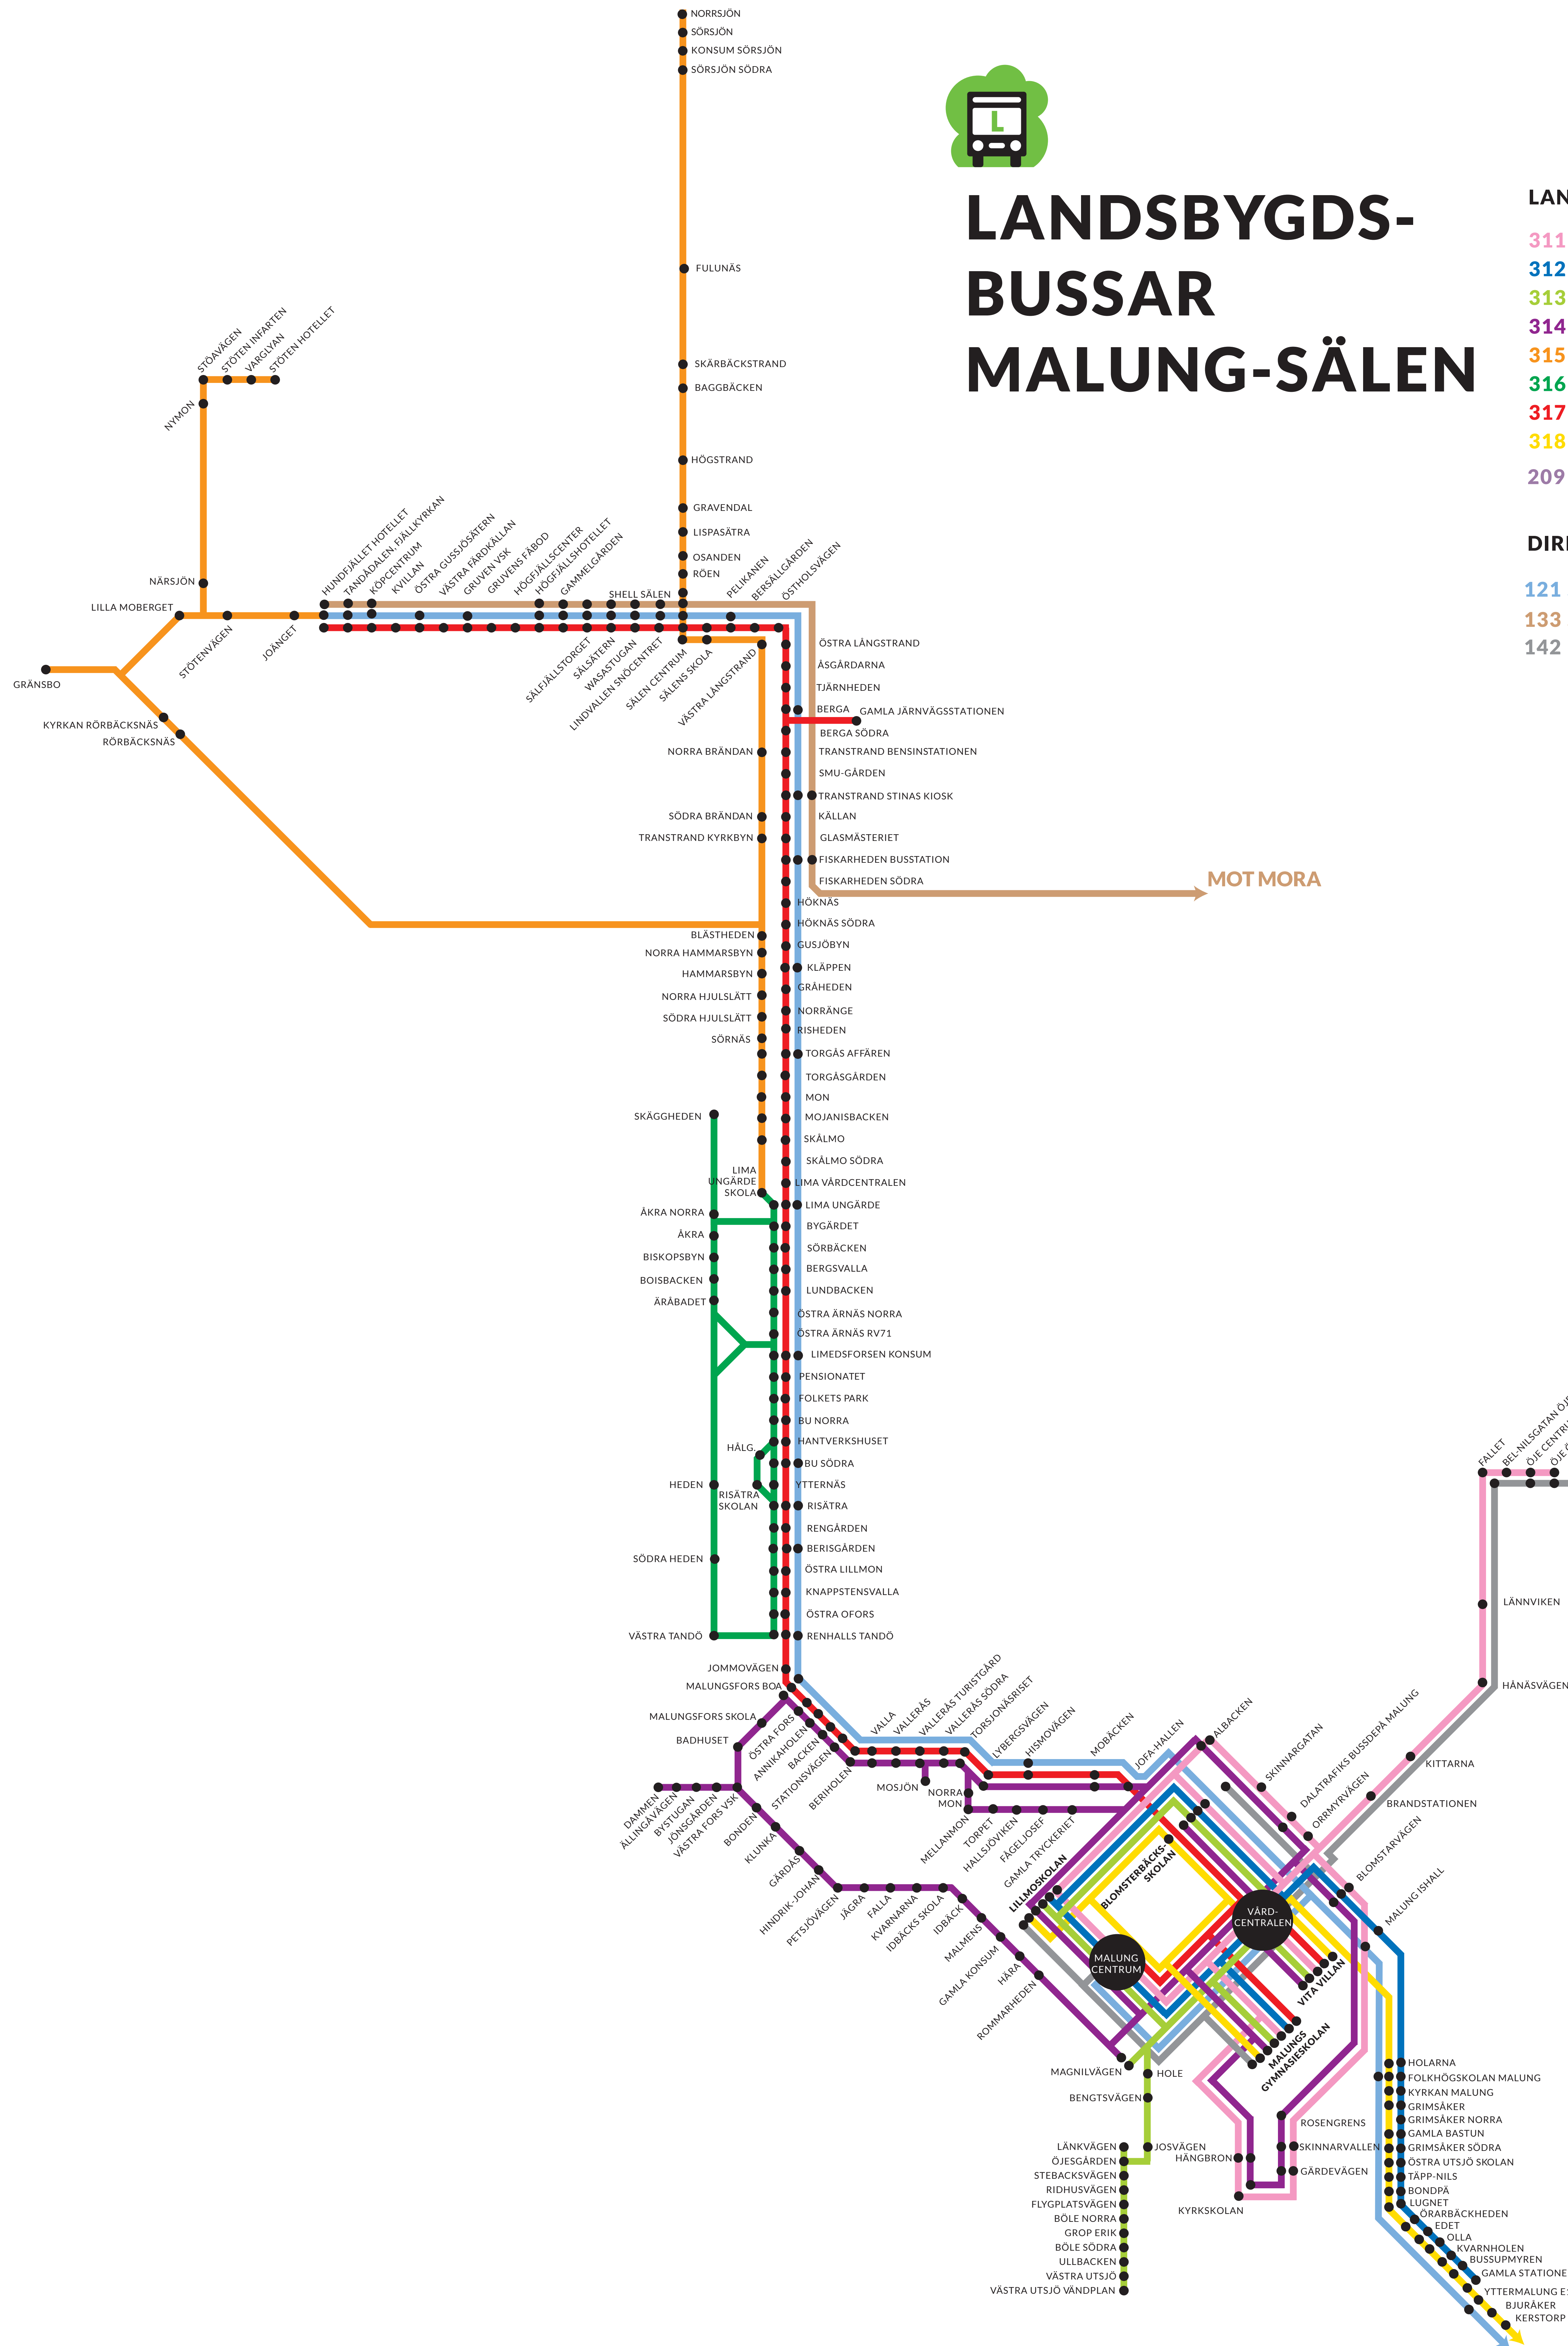 NORRSJÖN
SÖRSJÖN
KONSUM SÖRSJÖN
SÖRSJÖN SÖDRA
L
LANDSBYGDS-
BUSSAR
MALUNG-SÄLEN
LAN
311
312
313
314
315
316
317
318
209
DIRE
121
133
142
FULUNÄS
SKÄRBÄCKSTRAND
BAGGBÄCKEN
HÖGSTRAND
GRAVENDAL
LISPASÄTRA
OSANDEN
RÖEN
SHELL SÄLEN
STÖAVÄGEN
STÖTEN INFARTEN
VARGLYAN
STÖTEN HOTELLET
NYMON
NÄRSJÖN
LILLA MOBERGET
STÖTENVÄGEN
JOÄNGET
GRÄNSBO
KYRKAN RÖRBÄCKSNÄS
RÖRBÄCKSNÄS
HUNDFJÄLLET HOTELLET
TANDÅDALEN, FJÄLLKYRKAN
KÖPCENTRUM
KVILLAN
ÖSTRA GUSSJÖSÄTERN
VÄSTRA FÄRDKÄLLAN
GRUVEN VSK
GRUVENS FÄBOD
HÖGFJÄLLSCENTER
HÖGFJÄLLSHOTELLET
GAMMELGÅRDEN
PELIKANEN
BERSÄLLGÅRDEN
ÖSTHOLSVÄGEN
SÄLFJÄLLSTORGET
SÄLSÄTERN
WASASTUGAN
LINDVALLEN SNÖCENTRET
SÄLEN CENTRUM
SÄLENS SKOLA
VÄSTRA LÅNGSTRAND
ÖSTRA LÅNGSTRAND
ÅSGÅRDARNA
TJÄRNHEDEN
BERGA
GAMLA JÄRNVÄGSSTATIONEN
BERGA SÖDRA
NORRA BRÄNDAN
TRANSTRAND BENSINSTATIONEN
SMU-GÅRDEN
TRANSTRAND STINAS KIOSK
SÖDRA BRÄNDAN
KÄLLAN
TRANSTRAND KYRKBYN
GLASMÄSTERIET
FISKARHEDEN BUSSTATION
FISKARHEDEN SÖDRA
MOT MORA
HÖKNÄS
HÖKNÄS SÖDRA
BLÄSTHEDEN
GUSJÖBYN
NORRA HAMMARSBYN
KLÄPPEN
HAMMARSBYN
GRÅHEDEN
NORRA HJULSLÄTT
NORRÄNGE
SÖDRA HJULSLÄTT
RISHEDEN
SÖRNÄS
TORGÅS AFFÄREN
TORGÅSGÅRDEN
MON
SKÄGGHEDEN
MOJANISBACKEN
SKÅLMO
SKÅLMO SÖDRA
LIMA
UNGÄRDE
SKOLA
LIMA VÅRDCENTRALEN
LIMA UNGÄRDE
ÅKRA NORRA
BYGÄRDET
ÅKRA
SÖRBÄCKEN
BISKOPSBYN
BERGSVALLA
BOISBACKEN
LUNDBACKEN
ÄRÅBADET
ÖSTRA ÄRNÄS NORRA
ÖSTRA ÄRNÄS RV71
LIMEDSFORSEN KONSUM
PENSIONATET
FOLKETS PARK
BU NORRA
HANTVERKSHUSET
HÅLG.
BU SÖDRA
HEDEN
YTTERNÄS
RISÄTRA
SKOLAN
RISÄTRA
RENGÅRDEN
BERISGÅRDEN
SÖDRA HEDEN
ÖSTRA LILLMON
KNAPPSTENSVALLA
ÖSTRA OFORS
VÄSTRA TANDÖ
RENHALLS TANDÖ
JOMMOVÄGEN
MALUNGSFORS BOA
MALUNGSFORS SKOLA
BADHUSET
ÖSTRA FORS
ANNIKAHOLEN
BACKEN
STATIONSVÄGEN
BERIHOLEN
VALLA
VALLERÅS
VALLERÅS TURISTGÅRD
VALLERÅS SÖDRA
TORSJONÄSRISET
LYBERGSVÄGEN
HISMOVÄGEN
MOBÄCKEN
JOFA-HALLEN
ALBACKEN
MOSJÖN
NORRA
MON
MELLANMON
TORPET
HALLSJÖVIKEN
FÅGELJOSEF
GAMLA TRYCKERIET
DAMMEN
ÄLLINGÅVÄGEN
BYSTUGAN
JÖNSGÅRDEN
VÄSTRA FORS VSK
BONDEN
KLUNKA
GÄRDÅS
HINDRIK-JOHAN
PETSJÖVÄGEN
JÄGRA
FALLA
KVARNARNA
IDBÄCKS SKOLA
IDBÄCK
MALMENS
GAMLA KONSUM
HÄRA
ROMMARHEDEN
MAGNILVÄGEN
LILLMOSKOLAN
BLOMSTERBÄCKS-
SKOLAN
MALUNG
CENTRUM
VÅRD-
CENTRALEN
VITA VILLAN
MALUNGS
GYMNASIESKOLAN
SKINNARGATAN
DALATRAFIKS BUSSDEPÅ MALUNG
ORRMYRVÄGEN
BRANDSTATIONEN
KITTARNA
HÅNÄSVÄGEN
LÄNNVIKEN
FALLET
BEL-NILSGATAN ÖJE
ÖJE CENTRU
ÖJE Ö
BLOMSTARVÄGEN
MALUNG ISHALL
HOLE
BENGTSVÄGEN
JOSVÄGEN
LÄNKVÄGEN
ÖJESGÅRDEN
STEBACKSVÄGEN
RIDHUSVÄGEN
FLYGPLATSVÄGEN
BÖLE NORRA
GROP ERIK
BÖLE SÖDRA
ULLBACKEN
VÄSTRA UTSJÖ
VÄSTRA UTSJÖ VÄNDPLAN
HÄNGBRON
KYRKSKOLAN
ROSENGRENS
SKINNARVALLEN
GÄRDEVÄGEN
HOLARNA
FOLKHÖGSKOLAN MALUNG
KYRKAN MALUNG
GRIMSÅKER
GRIMSÅKER NORRA
GAMLA BASTUN
GRIMSÅKER SÖDRA
ÖSTRA UTSJÖ SKOLAN
TÄPP-NILS
BONDPÄ
LUGNET
ÖRARBÄCKHEDEN
EDET
OLLA
KVARNHOLEN
BUSSUPMYREN
GAMLA STATIONE
YTTERMALUNG E
BJURÅKER
KERSTORP